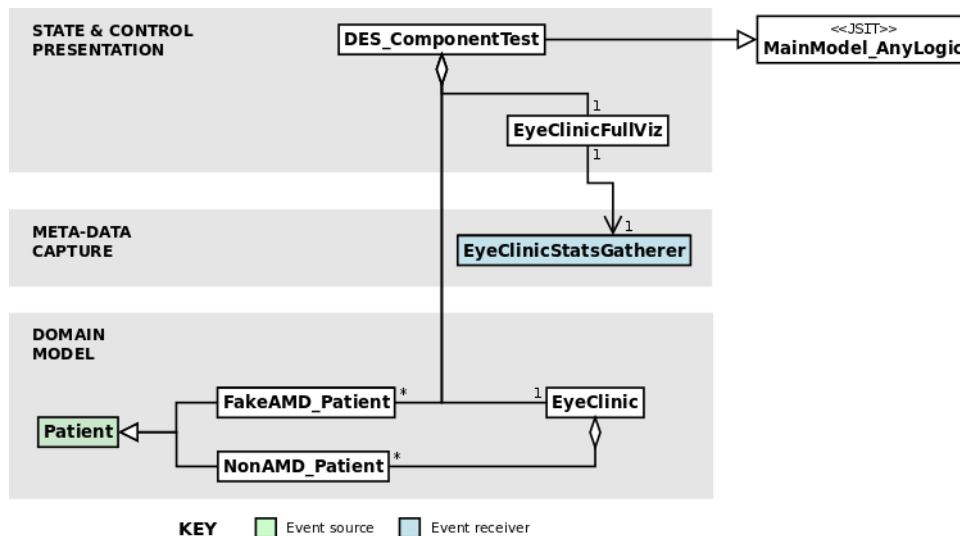 STATE & CONTROL
PRESENTATION
DES_ComponentTest
<<JSIT>>
MainModel_AnyLogic
1
EyeClinicFullViz
1
META-DATA
CAPTURE
1
EyeClinicStatsGatherer
DOMAIN
MODEL
FakeAMD_Patient
*
1
EyeClinic
Patient
NonAMD_Patient
*
KEY
Event source
Event receiver